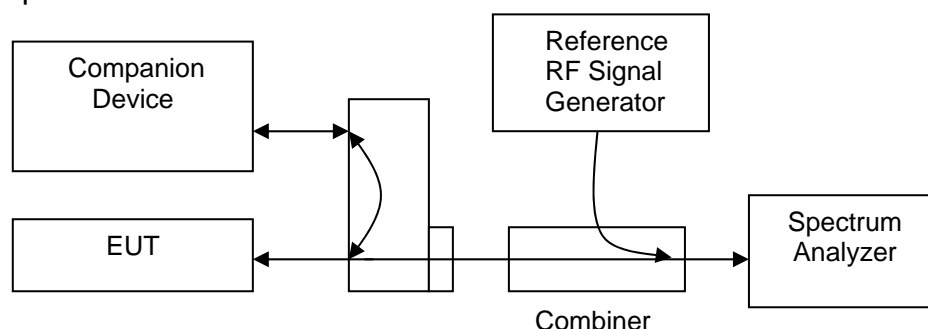 Companion
Device
Reference
RF Signal
Generator
EUT
Spectrum
Analyzer
Combiner